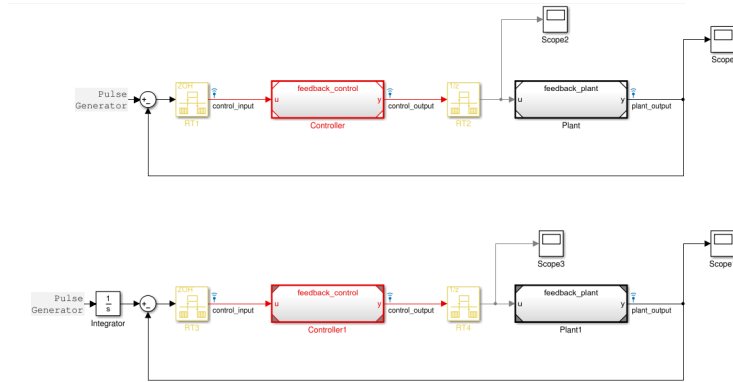 Scope2
Scope
ZOH
feedback_control
1/z
feedback_plant
Pulse
Generator
u
y
u
y
control_input
control_output
plant_output
RT1
Controller
RT2
Plant
Scope3
Scope
ZOH
feedback_control
1/z
feedback_plant
Pulse
Generator
1
s
u
y
u
y
control_input
control_output
plant_output
Integrator
RT3
Controller1
RT4
Plant1